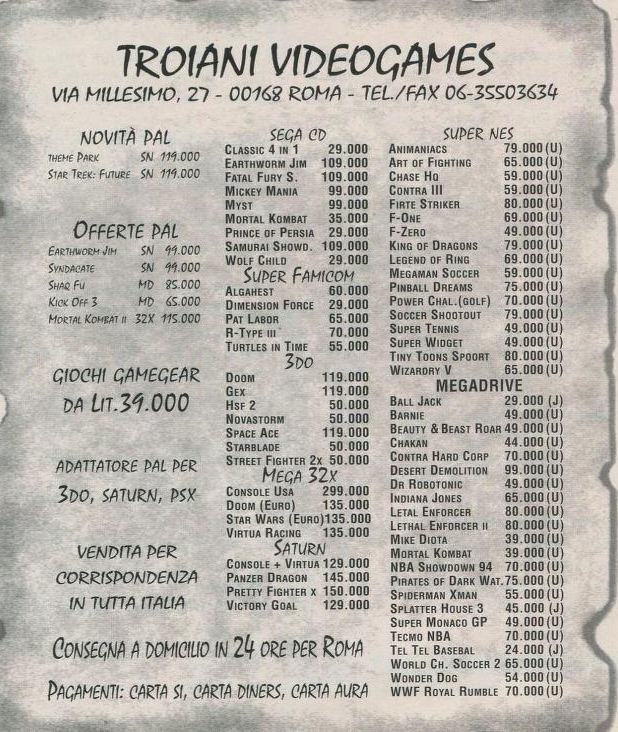 TROIANI VIDEOGAMES
VIA MILLESIMO, 27 - 00168 ROMA - TEL./FAX 06-35503634
NOVITÀ PAL
THEME PARK SN 119.000
STAR TREK: FUTURE SN 119.000
OFFERTE PAL
EARTHWORM JIM SN 99.000
SYNDACATE SN 99.000
SHAQ FU MD 85.000
KICK OFF 3 MD 65.000
MORTAL KOMBAT II 32X 115.000
GIOCHI GAMEGEAR
DA LIT.39.000
ADATTATORE PAL PER
3DO, SATURN, PSX
VENDITA PER
CORRISPONDENZA
IN TUTTA ITALIA
SEGA CD
CLASSIC 4 IN 1 29.000
EARTHWORM JIM 109.000
FATAL FURY S. 109.000
MICKEY MANIA 99.000
MYST 99.000
MORTAL KOMBAT 35.000
PRINCE OF PERSIA 29.000
SAMURAI SHOWD. 109.000
WOLF CHILD 29.000
SUPER FAMICOM
ALGAHEST 60.000
DIMENSION FORCE 29.000
PAT LABOR 65.000
R-TYPE III 70.000
TURTLES IN TIME 55.000
3DO
DOOM 119.000
GEX 119.000
HSF 2 50.000
NOVASTORM 50.000
SPACE ACE 119.000
STARBLADE 50.000
STREET FIGHTER 2X 50.000
MEGA 32X
CONSOLE USA 299.000
DOOM (EURO) 135.000
STAR WARS (EURO)135.000
VIRTUA RACING 135.000
SATURN
CONSOLE + VIRTUA 129.000
PANZER DRAGON 145.000
PRETTY FIGHTER X 150.000
VICTORY GOAL 129.000
SUPER NES
ANIMANIACS 79.000 (U)
ART OF FIGHTING 65.000 (U)
CHASE HQ 59.000 (U)
CONTRA III 59.000 (U)
FIRTE STRIKER 80.000 (U)
F-ONE 69.000 (U)
F-ZERO 49.000 (U)
KING OF DRAGONS 79.000 (U)
LEGEND OF RING 69.000 (U)
MEGAMAN SOCCER 59.000 (U)
PINBALL DREAMS 75.000 (U)
POWER CHAL.(GOLF) 70.000 (U)
SOCCER SHOOTOUT 79.000 (U)
SUPER TENNIS 49.000 (U)
SUPER WIDGET 49.000 (U)
TINY TOONS SPOORT 80.000 (U)
WIZARDRY V 65.000 (U)
MEGADRIVE
BALL JACK 29.000 (J)
BARNIE 49.000 (U)
BEAUTY & BEAST ROAR 49.000 (U)
CHAKAN 44.000 (U)
CONTRA HARD CORP 70.000 (U)
DESERT DEMOLITION 99.000 (U)
DR ROBOTONIC 49.000 (U)
INDIANA JONES 65.000 (U)
LETAL ENFORCER 80.000 (U)
LETHAL ENFORCER II 80.000 (U)
MIKE DIOTA 39.000 (U)
MORTAL KOMBAT 39.000 (U)
NBA SHOWDOWN 94 70.000 (U)
PIRATES OF DARK WAT.75.000 (U)
SPIDERMAN XMAN 55.000 (U)
SPLATTER HOUSE 3 45.000 (J)
SUPER MONACO GP 49.000 (U)
TECMO NBA 70.000 (U)
TEL TEL BASEBAL 24.000 (J)
WORLD CH. SOCCER 2 65.000 (U)
WONDER DOG 54.000 (U)
WWF ROYAL RUMBLE 70.000 (U)
CONSEGNA A DOMICILIO IN 24 ORE PER ROMA
PAGAMENTI: CARTA SI, CARTA DINERS, CARTA AURA